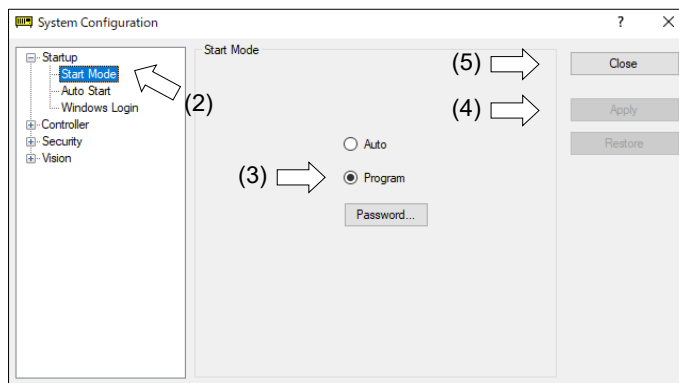 System Configuration
?
Startup
Start Mode
Auto Start
Windows Login
Controller
Security
Vision
(2)
Start Mode
(5)
Close
(4)
Apply
Restore
Auto
(3)
Program
Password...